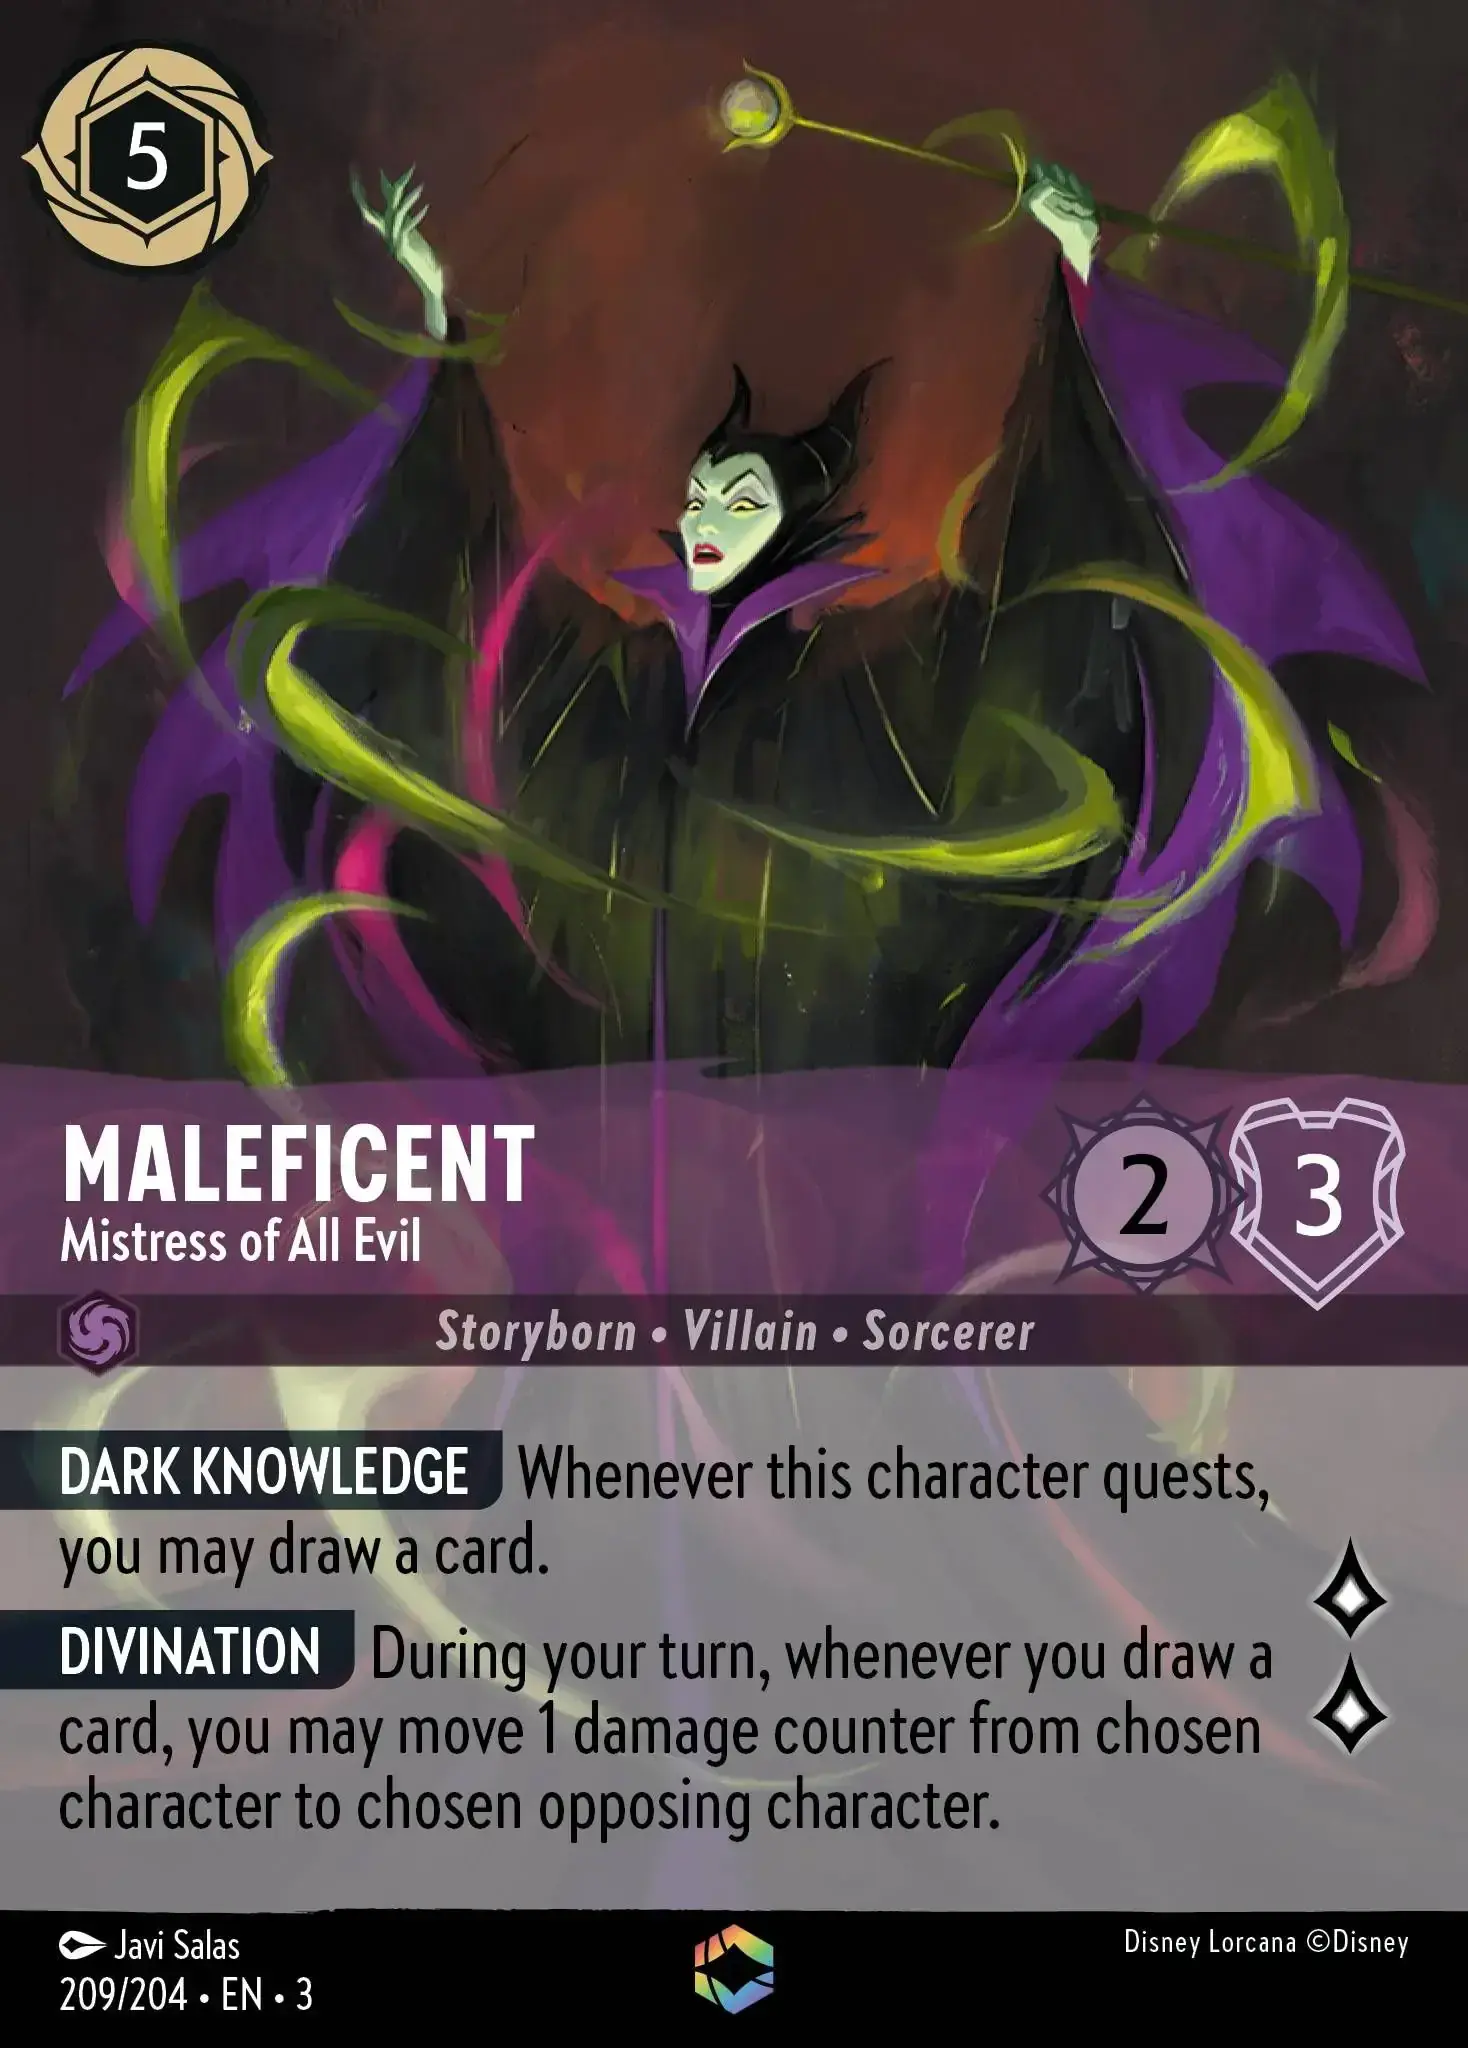 5
MALEFICENT
Mistress of All Evil
2 3
Storyborn • Villain • Sorcerer
DARK KNOWLEDGE Whenever this character quests,
you may draw a card.
DIVINATION During your turn, whenever you draw a
card, you may move 1 damage counter from chosen
character to chosen opposing character.
Javi Salas
209/204 • EN • 3
Disney Lorcana ©Disney